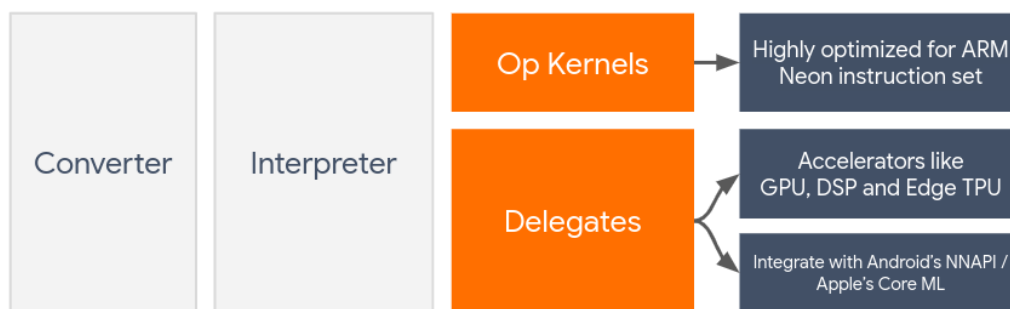 Converter
Interpreter
Op Kernels
Highly optimized for ARM
Neon instruction set
Delegates
Accelerators like
GPU, DSP and Edge TPU
Integrate with Android's NNAPI /
Apple's Core ML